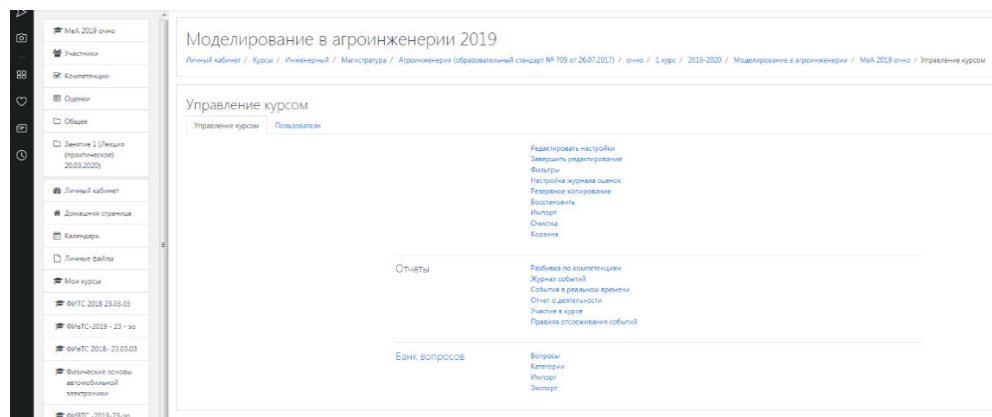 МвА 2019 очно
Участники
Компетенции
Оценки
Общее
Занятие 1 (Лекция
(практическое)
20.03.2020)
Личный кабинет
Домашняя страница
Календарь
Личные файлы
Мои курсы
ФИТС 2018 23.03.03
ФИвТС-2019 - 23 - зо
ФИвТС 2018- 23.03.03
Физические основы
автомобильной
электроники
Моделирование в агроинженерии 2019
Личный кабинет / Курсы / Инженерный / Магистратура / Агроинженерия (образовательный стандарт № 709 от 26.07.2017) / очно / 1 курс / 2019-2020 / Моделирование в агроинженерии / МвА 2019 очно / Управление курсом
Управление курсом
Управление курсом Пользователи
Редактировать настройки
Завершить редактирование
Фильтры
Настройка журнала оценок
Резервное копирование
Восстановить
Импорт
Очистка
Корзина
Отчеты
Разбивка по компетенциям
Журнал событий
События в реальном времени
Отчет о деятельности
Участие в курсе
Правила отслеживания событий
Банк вопросов
Вопросы
Категории
Импорт
Экспорт